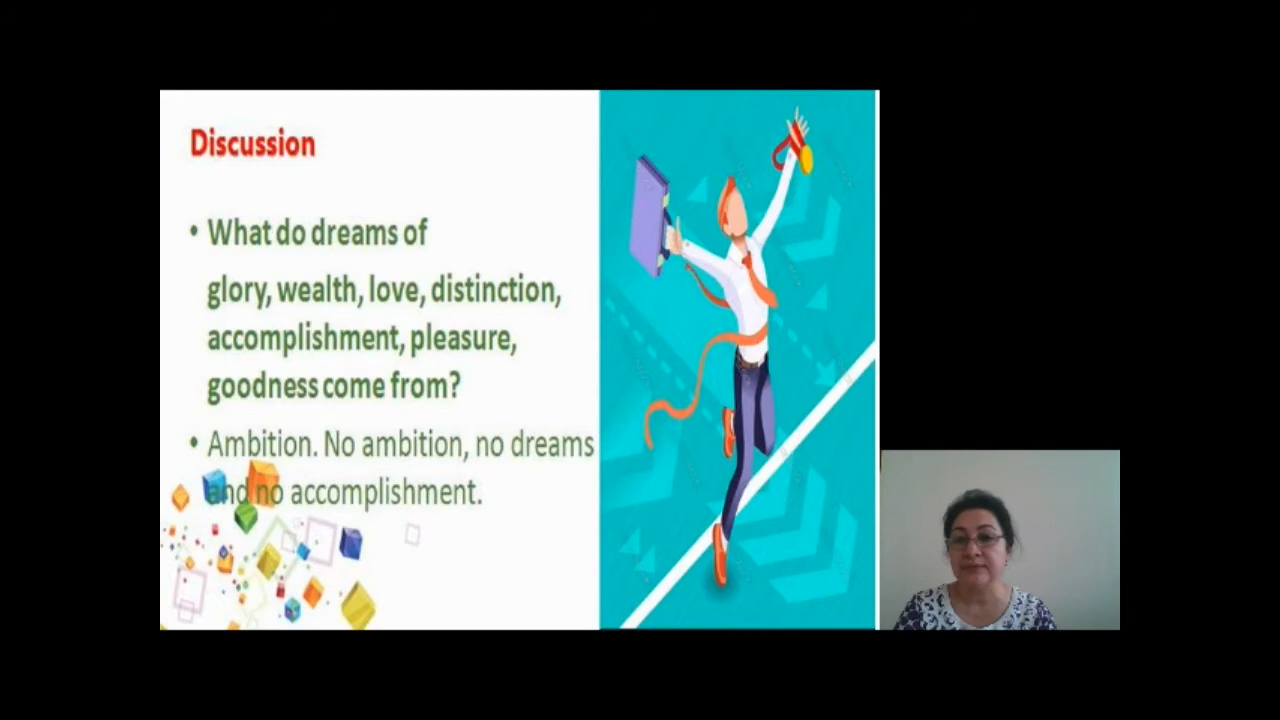 Discussion
• What do dreams of
glory, wealth, love, distinction,
accomplishment, pleasure,
goodness come from?
• Ambition. No ambition, no dreams
and no accomplishment.